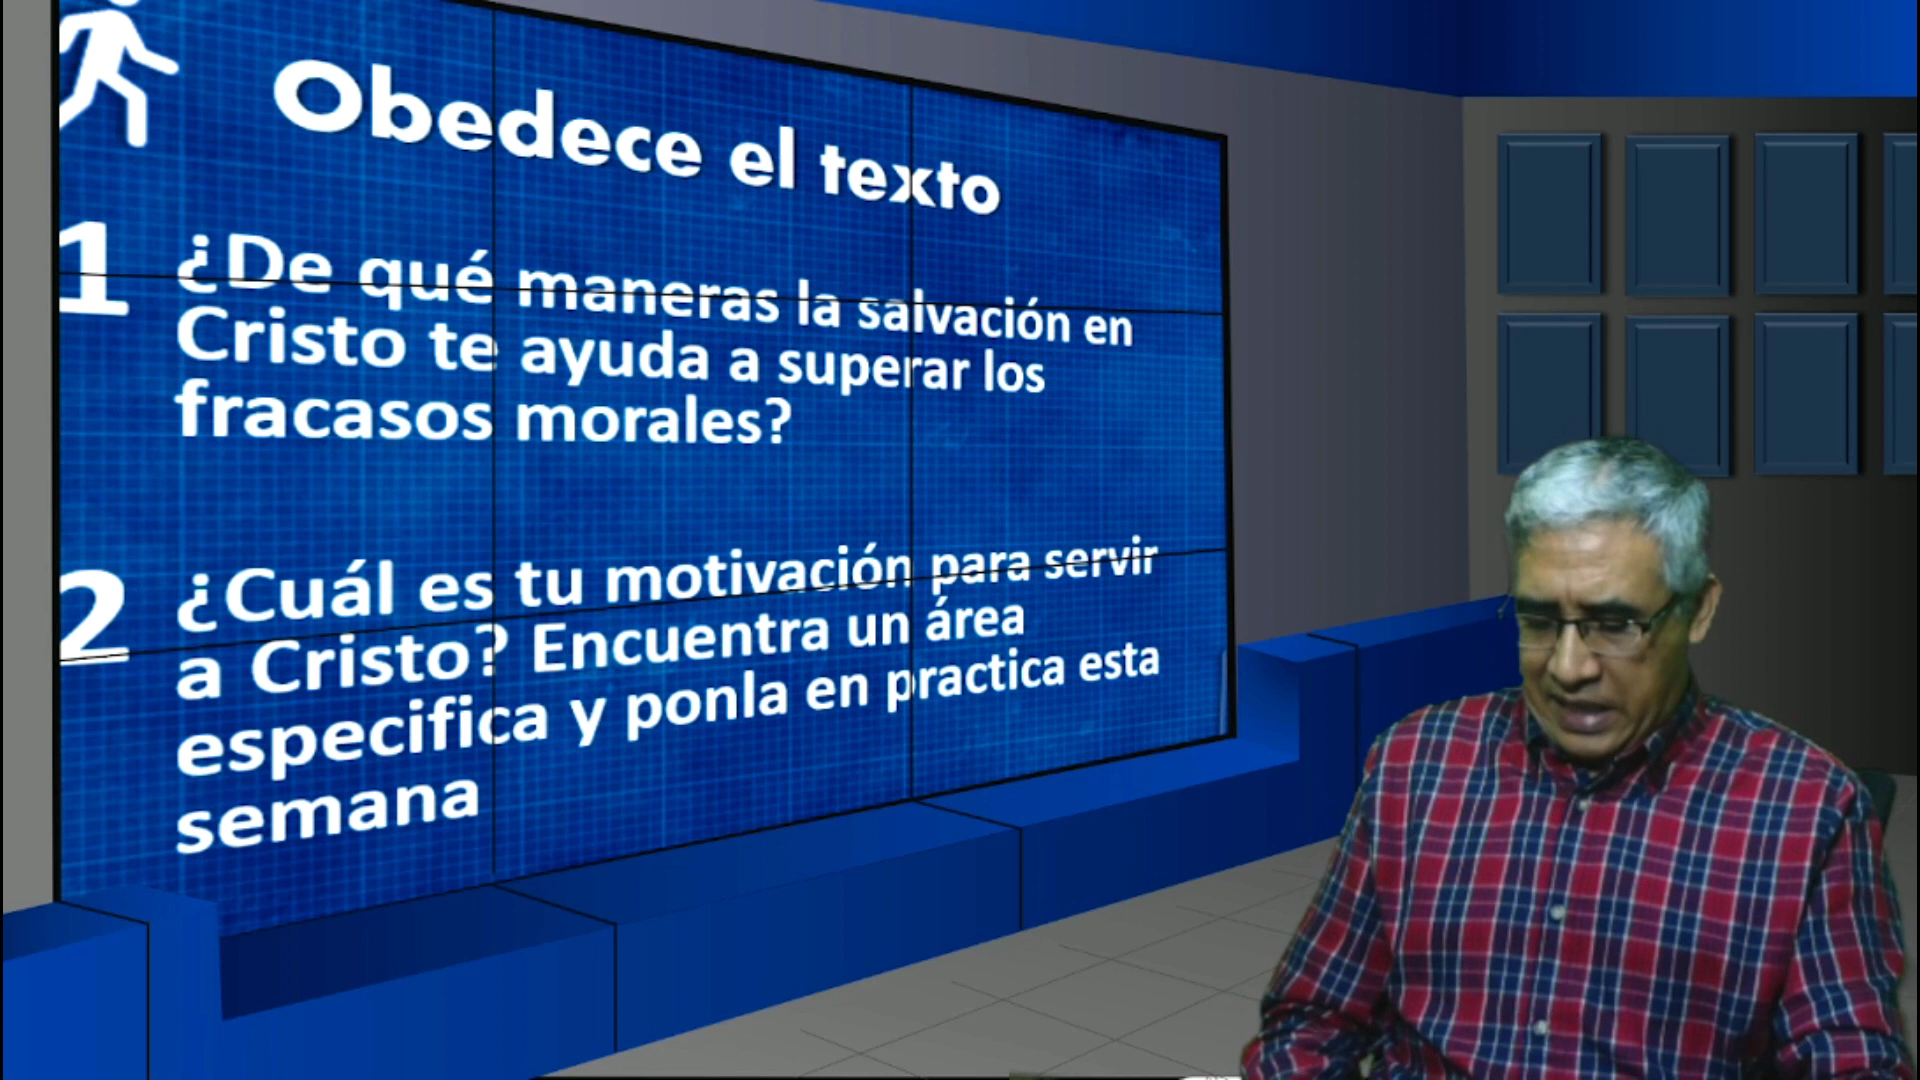 Obedece el texto
1 ¿De qué maneras la salvación en
Cristo te ayuda a superar los
fracasos morales?
2 ¿Cuál es tu motivación para servir
a Cristo? Encuentra un área
especifica y ponla en practica esta
semana